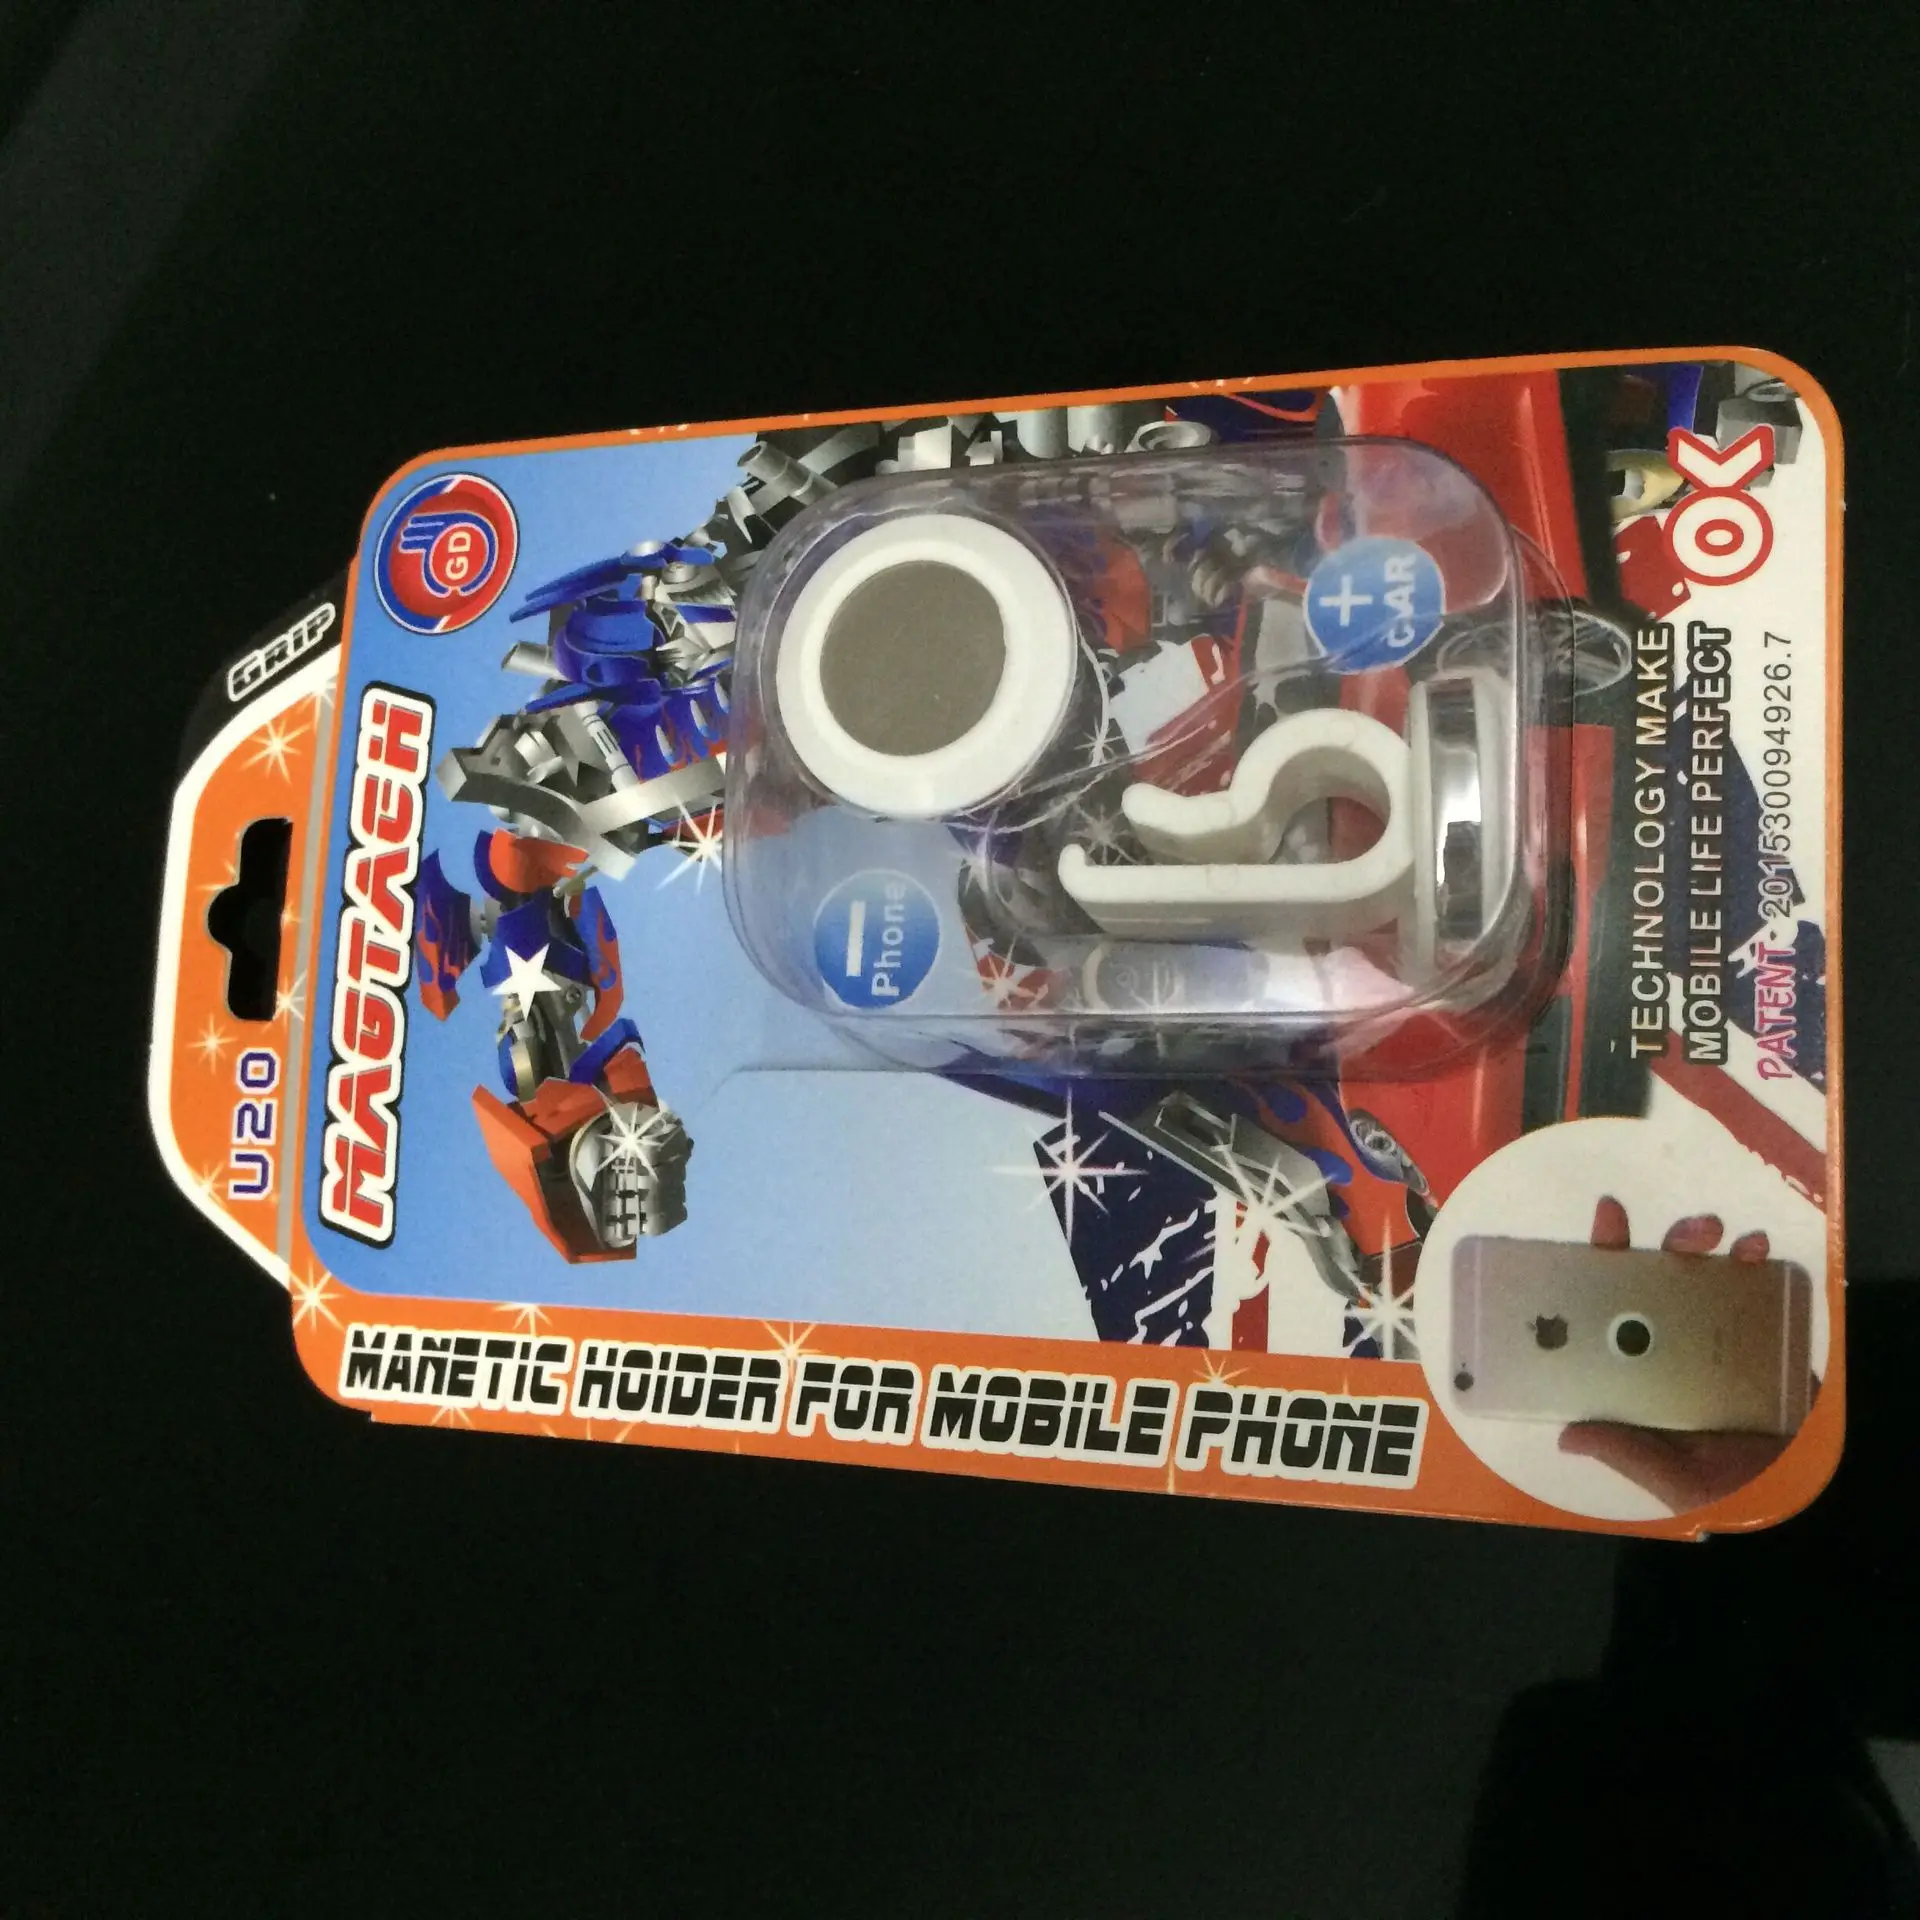 U20
GRiP
MAGTACH
GD
Phone
CAR
OK
TECHNOLOGY MAKE
MOBILE LIFE PERFECT
PATENT 201530094926.7
MANETIC HOIDER FOR MOBILE PHONE